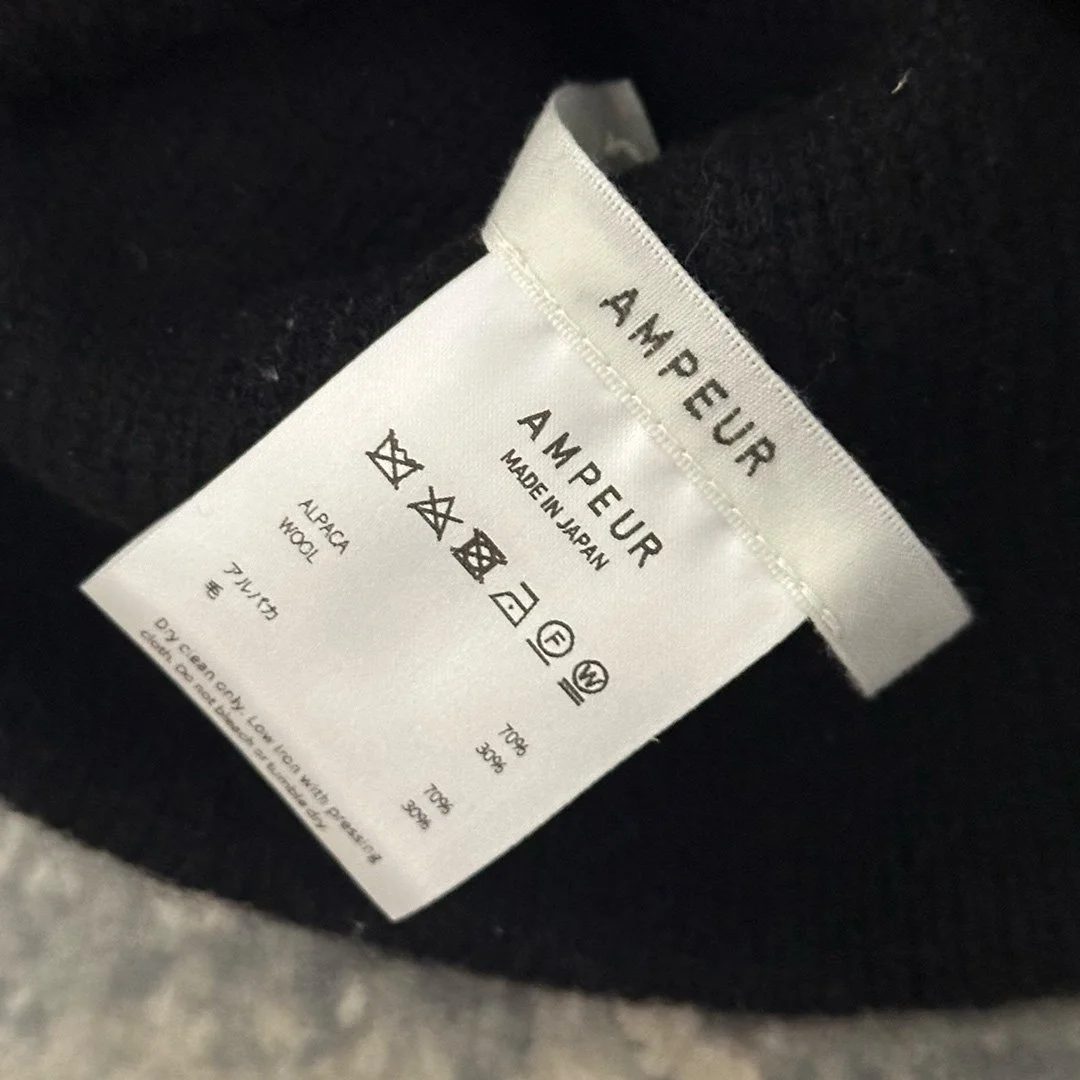 AMPEUR
AMPEUR
MADE IN JAPAN
F W
ALPACA 70%
WOOL 30%
アルパカ 70%
毛 30%
Dry clean only. Low iron with pressing
cloth. Do not bleach or tumble dry.